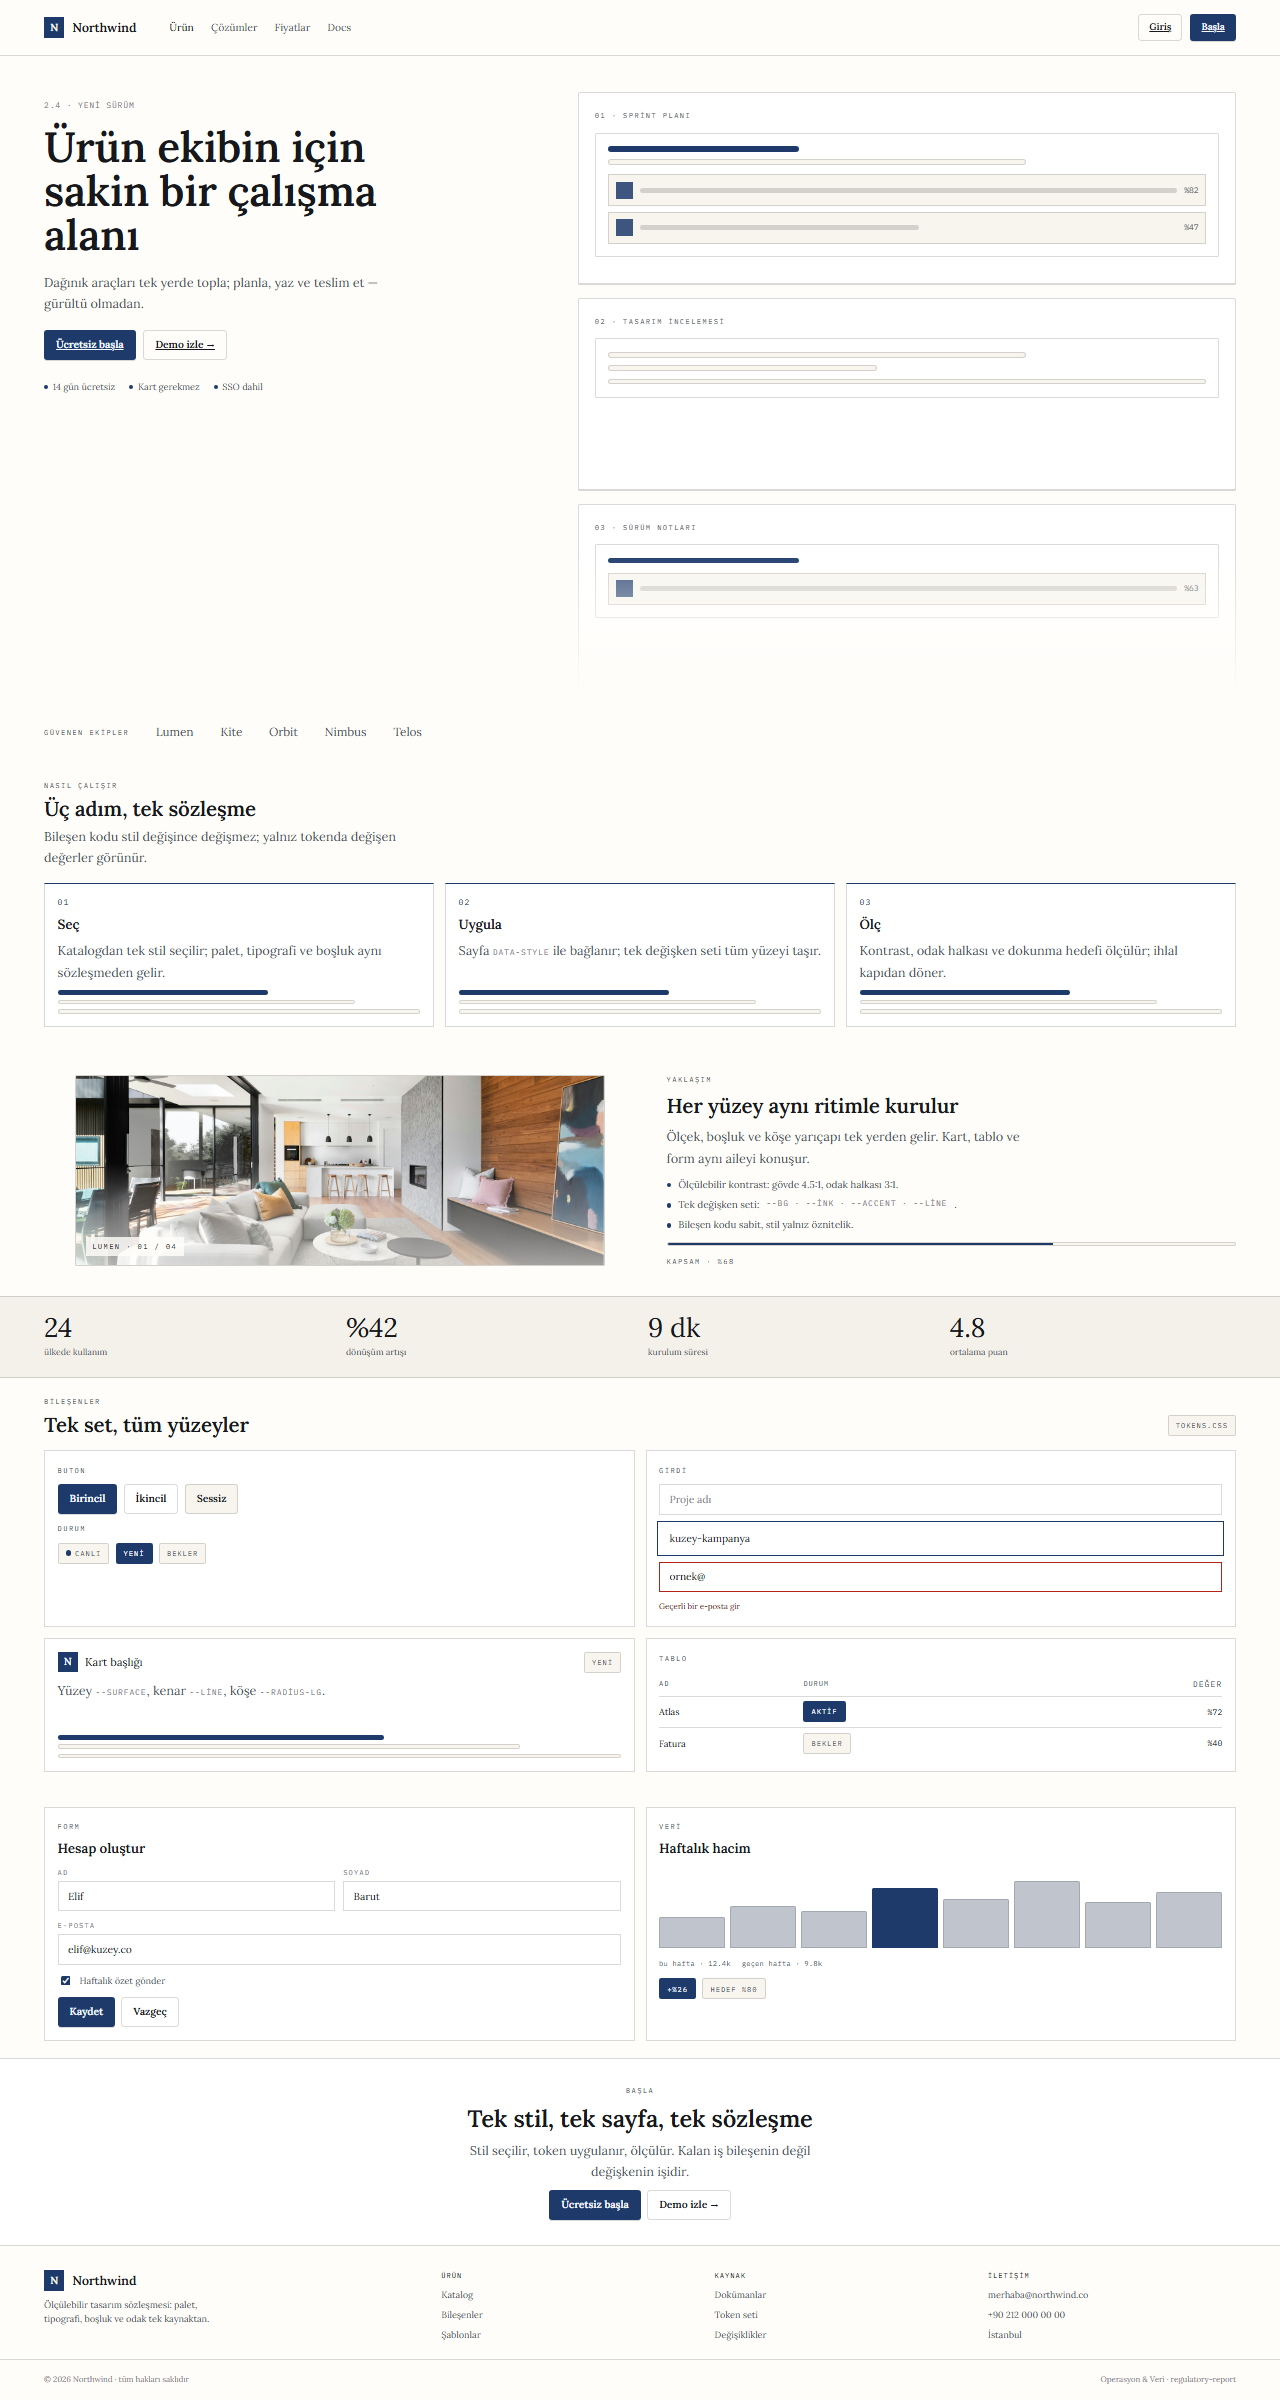 N Northwind Ürün Çözümler Fiyatlar Docs Giriş Başla
2.4 · YENİ SÜRÜM
Ürün ekibin için
sakin bir çalışma
alanı
Dağınık araçları tek yerde topla; planla, yaz ve teslim et —
gürültü olmadan.
Ücretsiz başla Demo izle →
14 gün ücretsiz Kart gerekmez SSO dahil
01 · SPRİNT PLANI
%82
%47
02 · TASARIM İNCELEMESİ
03 · SÜRÜM NOTLARI
%63
GÜVENEN EKİPLER Lumen Kite Orbit Nimbus Telos
NASIL ÇALIŞIR
Üç adım, tek sözleşme
Bileşen kodu stil değişince değişmez; yalnız tokenda değişen
değerler görünür.
01
Seç
Katalogdan tek stil seçilir; palet, tipografi ve boşluk aynı
sözleşmeden gelir.
02
Uygula
Sayfa DATA-STYLE ile bağlanır; tek değişken seti tüm yüzeyi taşır.
03
Ölç
Kontrast, odak halkası ve dokunma hedefi ölçülür; ihlal
kapıdan döner.
LUMEN · 01 / 04
YAKLAŞIM
Her yüzey aynı ritimle kurulur
Ölçek, boşluk ve köşe yarıçapı tek yerden gelir. Kart, tablo ve
form aynı aileyi konuşur.
Ölçülebilir kontrast: gövde 4.5:1, odak halkası 3:1.
Tek değişken seti: --BG · --İNK · --ACCENT · --LİNE .
Bileşen kodu sabit, stil yalnız öznitelik.
KAPSAM · %68
24
ülkede kullanım
%42
dönüşüm artışı
9 dk
kurulum süresi
4.8
ortalama puan
BİLEŞENLER
Tek set, tüm yüzeyler
TOKENS.CSS
BUTON
Birincil İkincil Sessiz
DURUM
CANLI YENİ BEKLER
GİRDİ
Proje adı
kuzey-kampanya
ornek@
Geçerli bir e-posta gir
N Kart başlığı YENİ
Yüzey --SURFACE, kenar --LİNE, köşe --RADİUS-LG.
TABLO
AD DURUM DEĞER
Atlas AKTİF %72
Fatura BEKLER %40
FORM
Hesap oluştur
AD SOYAD
Elif Barut
E-POSTA
elif@kuzey.co
Haftalık özet gönder
Kaydet Vazgeç
VERİ
Haftalık hacim
bu hafta · 12.4k geçen hafta · 9.8k
+%26 HEDEF %80
BAŞLA
Tek stil, tek sayfa, tek sözleşme
Stil seçilir, token uygulanır, ölçülür. Kalan iş bileşenin değil
değişkenin işidir.
Ücretsiz başla Demo izle →
N Northwind
Ölçülebilir tasarım sözleşmesi: palet,
tipografi, boşluk ve odak tek kaynaktan.
ÜRÜN
Katalog
Bileşenler
Şablonlar
KAYNAK
Dokümanlar
Token seti
Değişiklikler
İLETİŞİM
merhaba@northwind.co
+90 212 000 00 00
İstanbul
© 2026 Northwind · tüm hakları saklıdır
Operasyon & Veri · regulatory-report